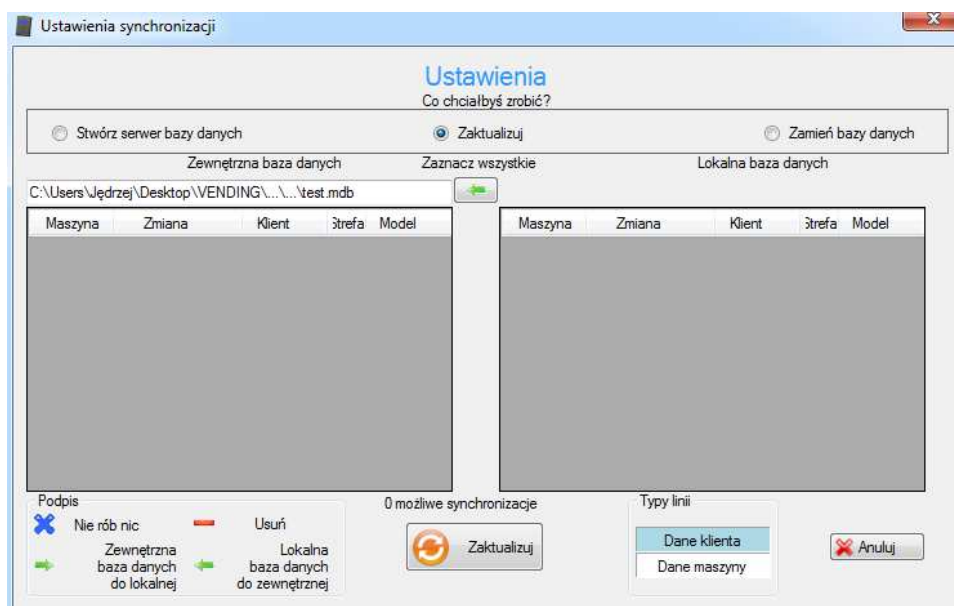 Ustawienia synchronizacji
Ustawienia
Co chciałbyś zrobić?
Stwórz serwer bazy danych
Zaktualizuj
Zamień bazy danych
Zewnętrzna baza danych
Zaznacz wszystkie
Lokalna baza danych
C:\Users\Jędrzej\Desktop\VENDING\...\...\test.mdb
Maszyna Zmiana Klient Strefa Model
Maszyna Zmiana Klient Strefa Model
Podpis
Nie rób nic
Usuń
Zewnętrzna
baza danych
do lokalnej
Lokalna
baza danych
do zewnętrznej
0 możliwe synchronizacje
Zaktualizuj
Typy linii
Dane klienta
Dane maszyny
Anuluj